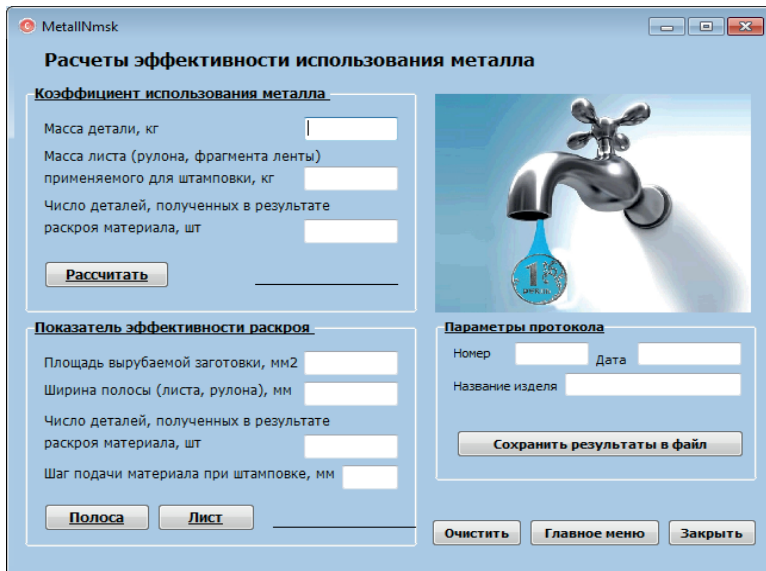 MetallNmsk
Расчеты эффективности использования металла
Коэффициент использования металла
Масса детали, кг
Масса листа (рулона, фрагмента ленты)
применяемого для штамповки, кг
Число деталей, полученных в результате
раскроя материала, шт
Рассчитать
Показатель эффективности раскроя
Площадь вырубаемой заготовки, мм2
Ширина полосы (листа, рулона), мм
Число деталей, полученных в результате
раскроя материала, шт
Шаг подачи материала при штамповке, мм
Полоса
Лист
1
Параметры протокола
Номер
Дата
Название изделя
Сохранить результаты в файл
Очистить
Главное меню
Закрыть